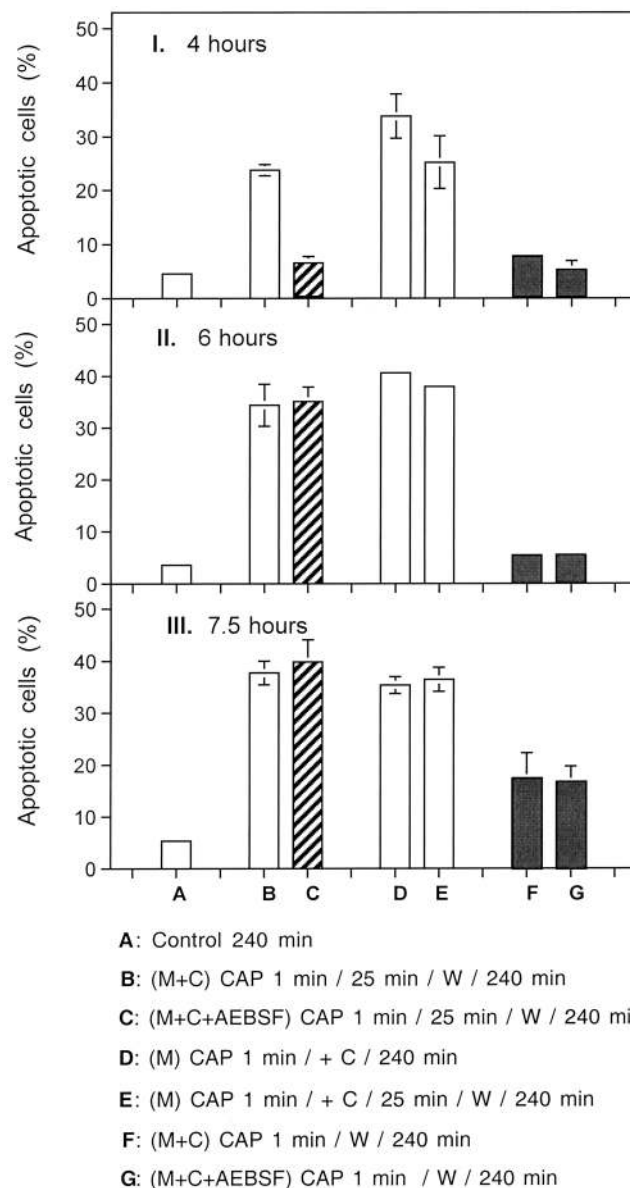 I. 4 hours
Apoptotic cells (%)
50
40
30
20
10
0
II. 6 hours
Apoptotic cells (%)
50
40
30
20
10
0
III. 7.5 hours
Apoptotic cells (%)
50
40
30
20
10
0
A B C D E F G
A: Control 240 min
B: (M+C) CAP 1 min / 25 min / W / 240 min
C: (M+C+AEBSF) CAP 1 min / 25 min / W / 240 mi
D: (M) CAP 1 min / + C / 240 min
E: (M) CAP 1 min / + C / 25 min / W / 240 min
F: (M+C) CAP 1 min / W / 240 min
G: (M+C+AEBSF) CAP 1 min / W / 240 min